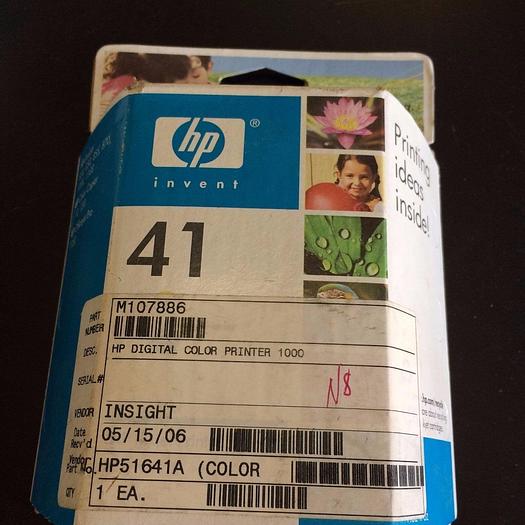 hp ®
invent
Printing
ideas
inside!
41
PART
NUMBER
M107886
DESC.
HP DIGITAL COLOR PRINTER 1000
SERIAL #
N8
VENDOR
INSIGHT
Date
Recv'd
05/15/06
Vendor
Part No.
HP51641A (COLOR
QTY
1 EA.